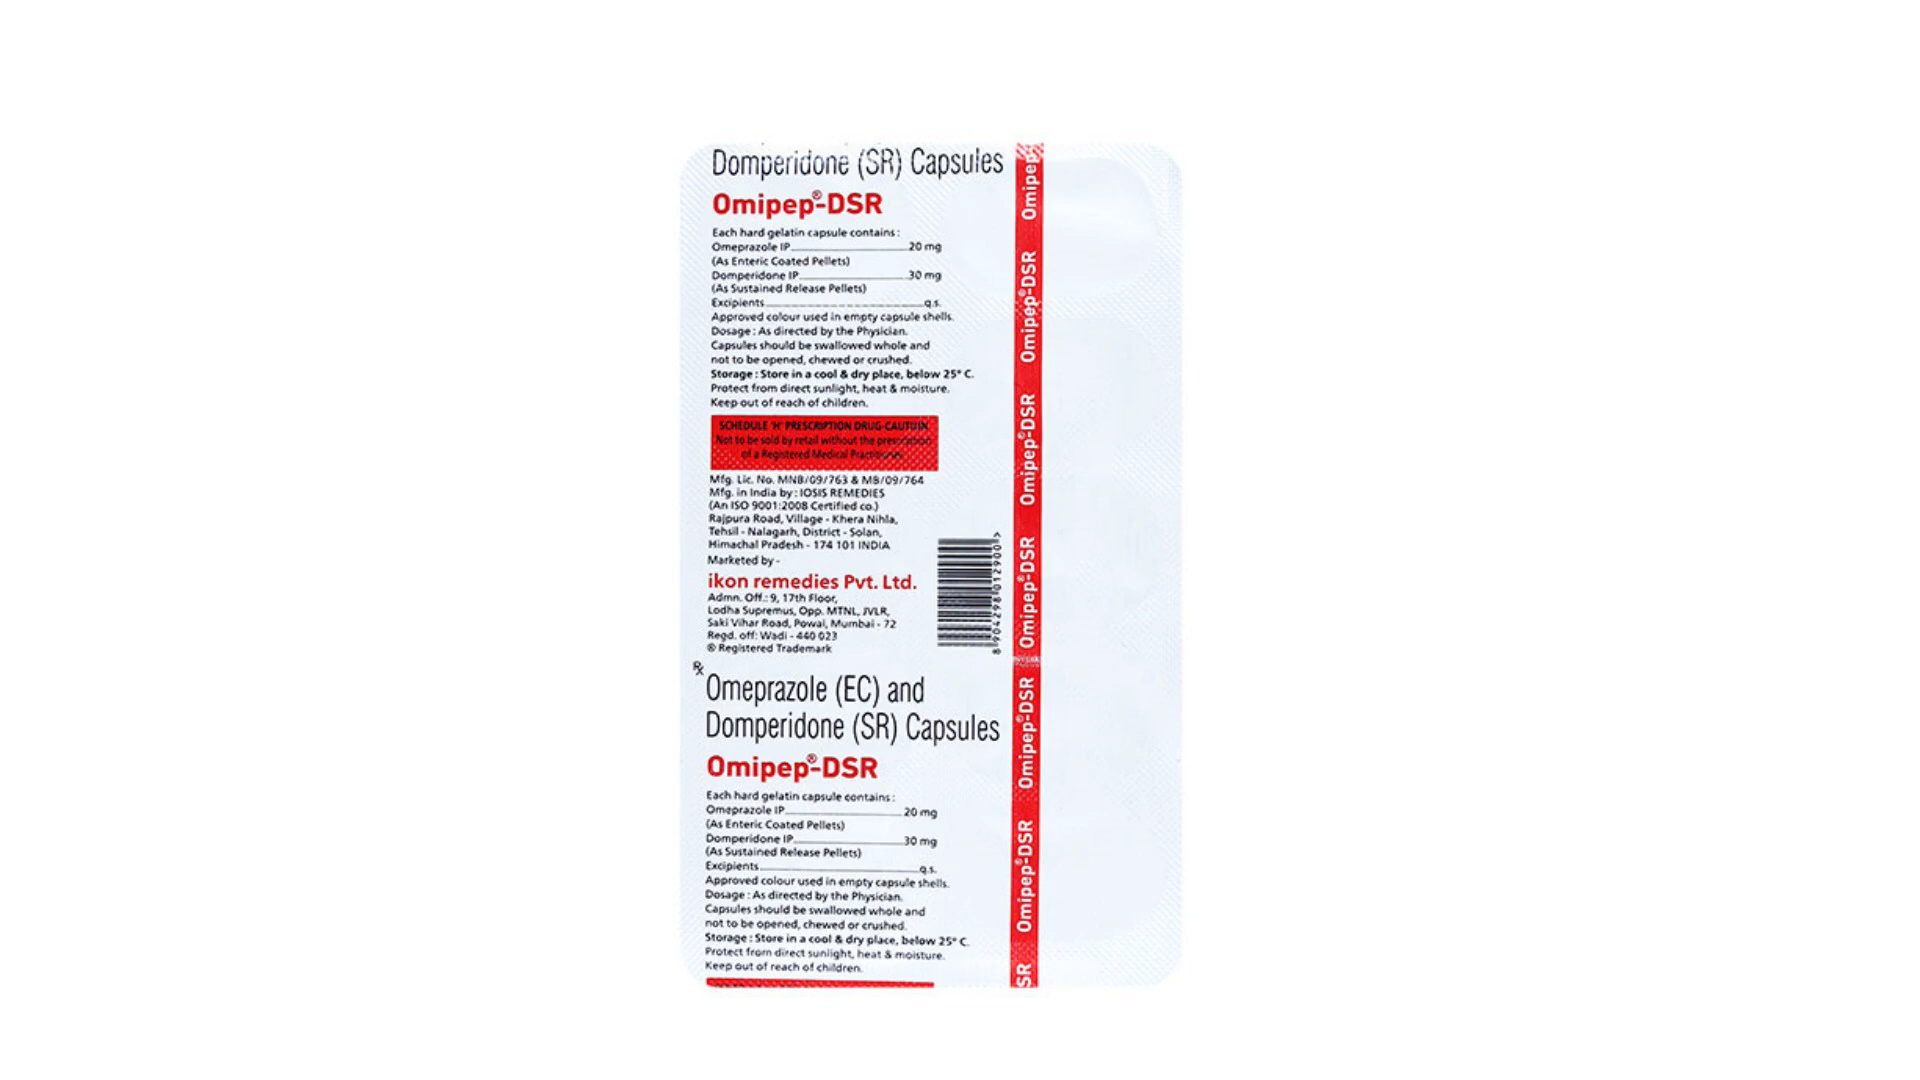 Domperidone (SR) Capsules
Omipep®-DSR
Each hard gelatin capsule contains :
Omeprazole IP 20 mg
(As Enteric Coated Pellets)
Domperidone IP 30 mg
(As Sustained Release Pellets)
Excipients q.s.
Approved colour used in empty capsule shells.
Dosage : As directed by the Physician.
Capsules should be swallowed whole and
not to be opened, chewed or crushed.
Storage : Store in a cool & dry place, below 25° C.
Protect from direct sunlight, heat & moisture.
Keep out of reach of children.
SCHEDULE 'H' PRESCRIPTION DRUG-CAUTION
Not to be sold by retail without the prescription
of a Registered Medical Practitioner
Mfg. Lic. No. MNB/09/763 & MB/09/764
Mfg. in India by : IOSIS REMEDIES
(An ISO 9001:2008 Certified co.)
Rajpura Road, Village - Khera Nihla,
Tehsil - Nalagarh, District - Solan,
Himachal Pradesh - 174 101 INDIA
Marketed by -
ikon remedies Pvt. Ltd.
Admn. Off.: 9, 17th Floor,
Lodha Supremus, Opp. MTNL, JVLR,
Saki Vihar Road, Powai, Mumbai - 72
Regd. off: Wadi - 440 023
® Registered Trademark
8 904298 012900 >
Rx
Omeprazole (EC) and
Domperidone (SR) Capsules
Omipep®-DSR
Each hard gelatin capsule contains :
Omeprazole IP 20 mg
(As Enteric Coated Pellets)
Domperidone IP 30 mg
(As Sustained Release Pellets)
Excipients q.s.
Approved colour used in empty capsule shells.
Dosage : As directed by the Physician.
Capsules should be swallowed whole and
not to be opened, chewed or crushed.
Storage : Store in a cool & dry place, below 25° C.
Protect from direct sunlight, heat & moisture.
Keep out of reach of children.
Omipep
Omipep®-DSR
Omipep®-DSR
Omipep®-DSR
Omipep®-DSR
Omipep®-DSR
SR